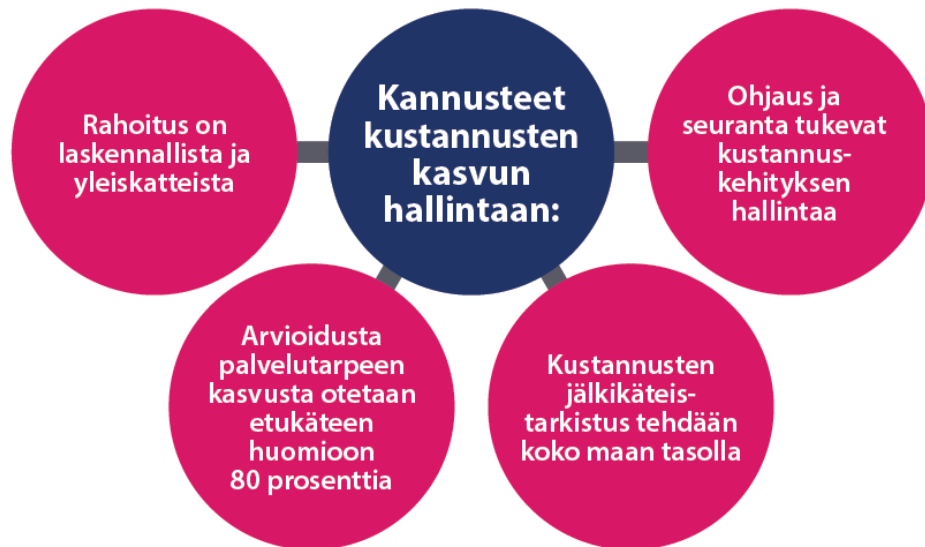 Kannusteet
kustannusten
kasvun
hallintaan:
Rahoitus on
laskennallista ja
yleiskatteista
Arvioidusta
palvelutarpeen
kasvusta otetaan
etukäteen
huomioon
80 prosenttia
Kustannusten
jälkikäteis-
tarkistus tehdään
koko maan tasolla
Ohjaus ja
seuranta tukevat
kustannus-
kehityksen
hallintaa